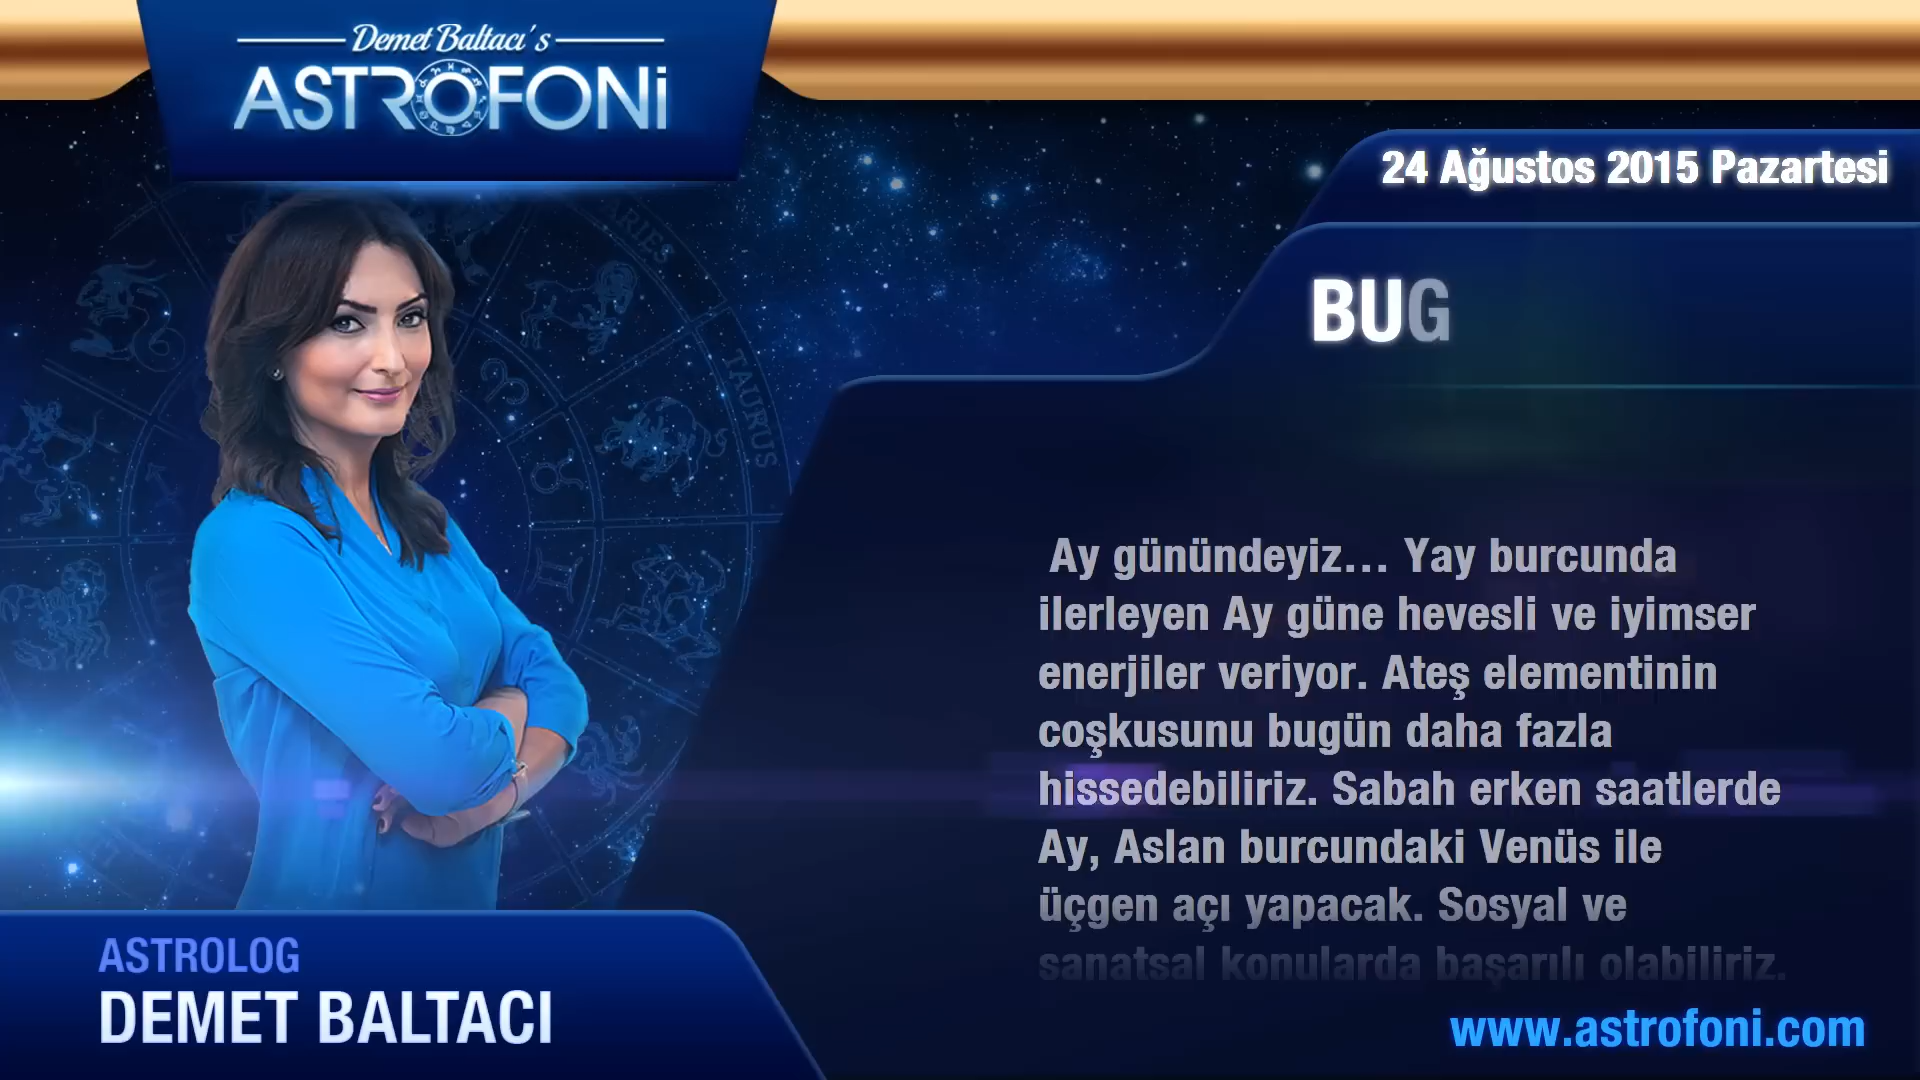 Demet Baltacı's
ASTROFONİ
24 Ağustos 2015 Pazartesi
BUG
ARIES
TAURUS
Ay günündeyiz... Yay burcunda
ilerleyen Ay güne hevesli ve iyimser
enerjiler veriyor. Ateş elementinin
coşkusunu bugün daha fazla
hissedebiliriz. Sabah erken saatlerde
Ay, Aslan burcundaki Venüs ile
üçgen açı yapacak. Sosyal ve
sanatsal konularda başarılı olabiliriz.
ASTROLOG
DEMET BALTACI
www.astrofoni.com